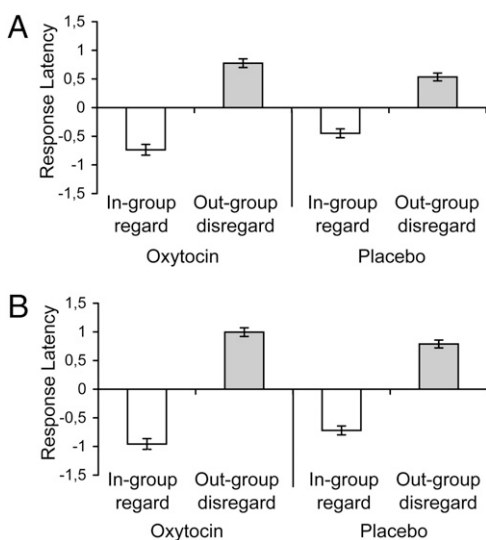 A
Response Latency
1,5
1
0,5
0
-0,5
-1
-1,5
In-group Out-group In-group Out-group
regard disregard regard disregard
Oxytocin Placebo
B
Response Latency
1,5
1
0,5
0
-0,5
-1
-1,5
In-group Out-group In-group Out-group
regard disregard regard disregard
Oxytocin Placebo